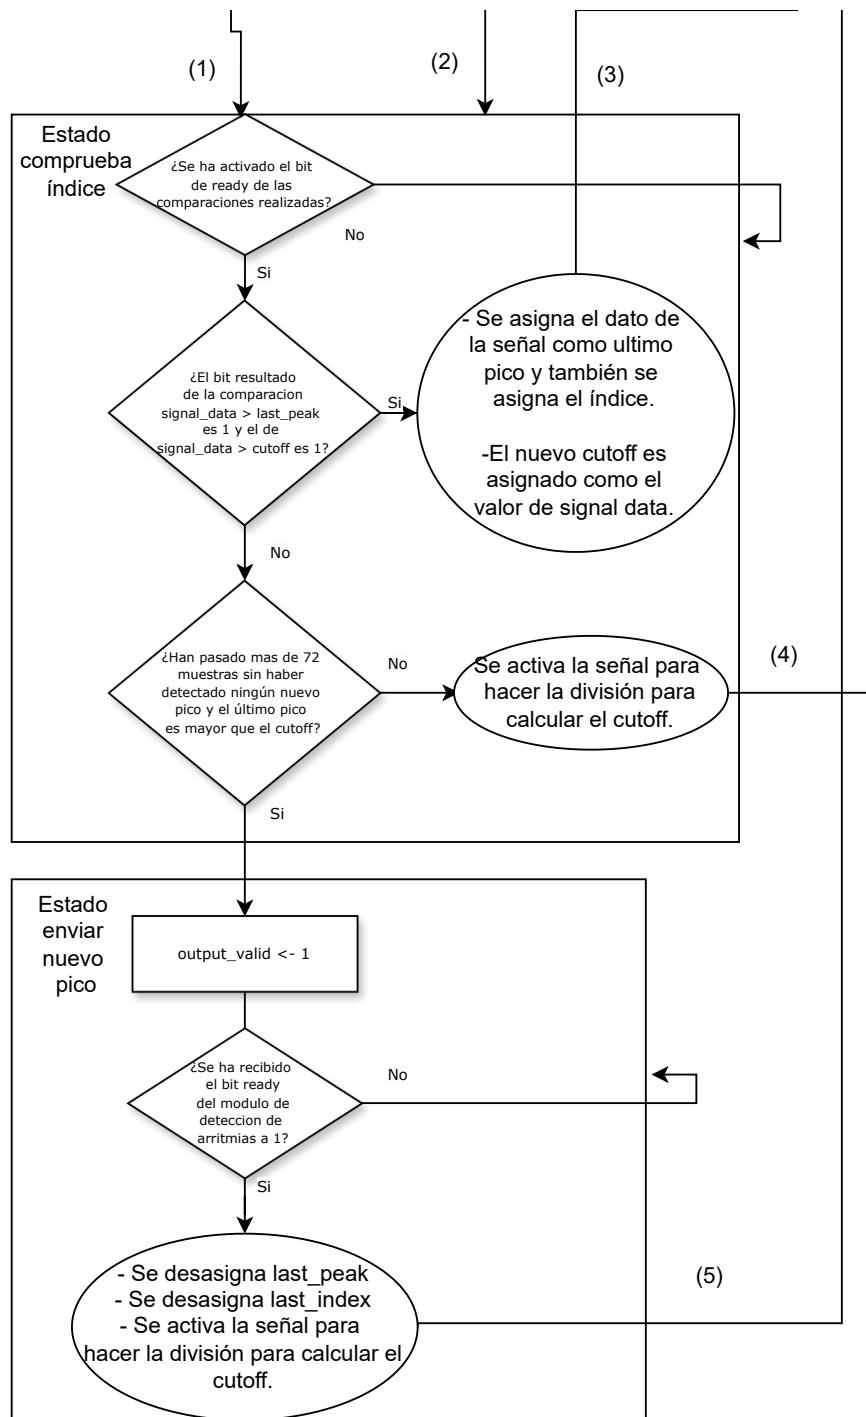 (1)
(2)
(3)
Estado
comprueba
índice
¿Se ha activado el bit
de ready de las
comparaciones realizadas?
No
Si
¿El bit resultado
de la comparacion
signal_data > last_peak
es 1 y el de
signal_data > cutoff es 1?
Si
- Se asigna el dato de
la señal como ultimo
pico y también se
asigna el índice.
-El nuevo cutoff es
asignado como el
valor de signal data.
No
¿Han pasado mas de 72
muestras sin haber
detectado ningún nuevo
pico y el último pico
es mayor que el cutoff?
No
Se activa la señal para
hacer la división para
calcular el cutoff.
(4)
Si
Estado
enviar
nuevo
pico
output_valid <- 1
¿Se ha recibido
el bit ready
del modulo de
deteccion de
arritmias a 1?
No
Si
- Se desasigna last_peak
- Se desasigna last_index
- Se activa la señal para
hacer la división para calcular el
cutoff.
(5)